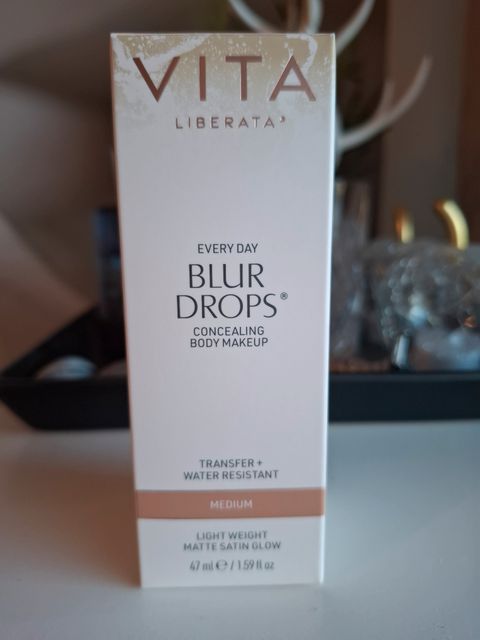 VITA
LIBERATA³
EVERY DAY
BLUR
DROPS®
CONCEALING
BODY MAKEUP
TRANSFER +
WATER RESISTANT
MEDIUM
LIGHT WEIGHT
MATTE SATIN GLOW
47 ml ℮ / 1.59 fl oz